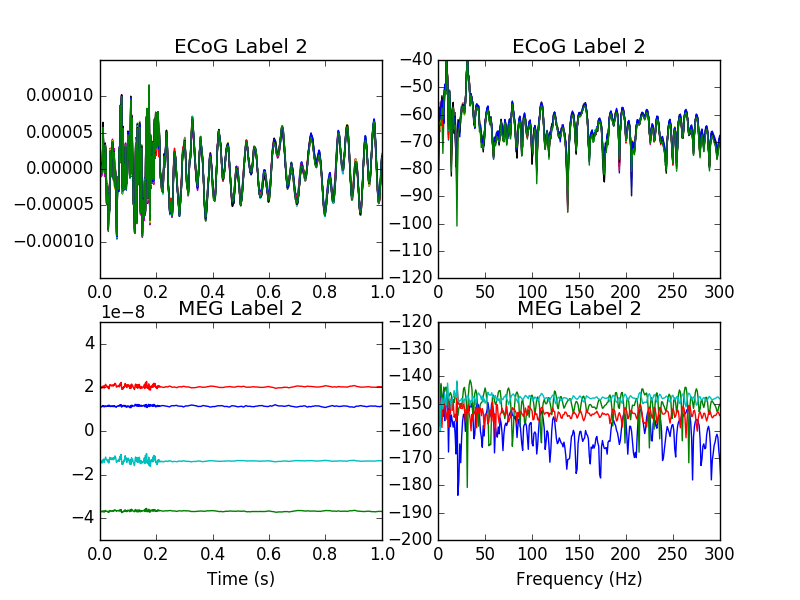 ECoG Label 2
0.00010
0.00005
0.00000
−0.00005
−0.00010
0.0 0.2 0.4 0.6 0.8 1.0
ECoG Label 2
−40
−50
−60
−70
−80
−90
−100
−110
−120
0 50 100 150 200 250 300
MEG Label 2
1e−8
4
2
0
−2
−4
0.0 0.2 0.4 0.6 0.8 1.0
Time (s)
MEG Label 2
−120
−130
−140
−150
−160
−170
−180
−190
−200
0 50 100 150 200 250 300
Frequency (Hz)